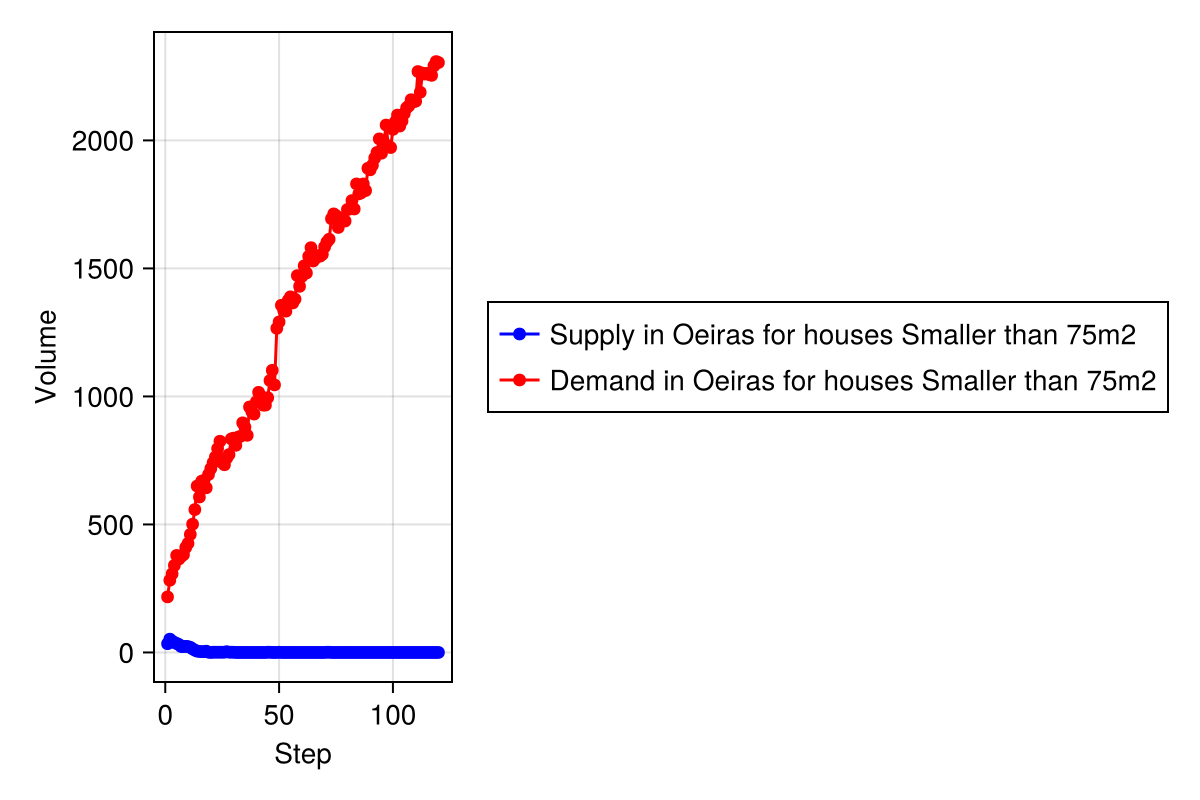 2000
1500
1000
500
0
Volume
0 50 100
Step
Supply in Oeiras for houses Smaller than 75m2
Demand in Oeiras for houses Smaller than 75m2